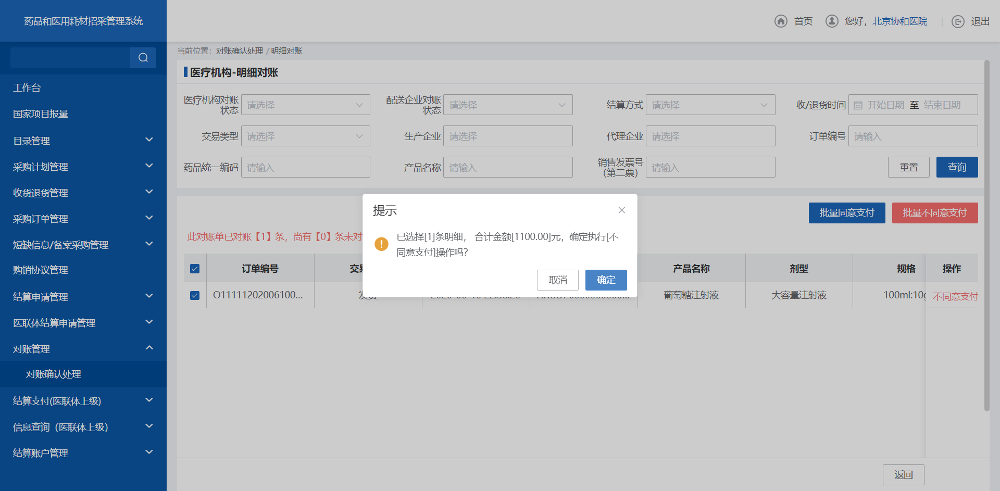 药品和医用耗材招采管理系统
首页
您好，北京协和医院
退出
当前位置：对账确认处理 / 明细对账
工作台
国家项目报量
目录管理
采购计划管理
收货退货管理
采购订单管理
短缺信息/备案采购管理
购销协议管理
结算申请管理
医联体结算申请管理
对账管理
对账确认处理
结算支付(医联体上级)
信息查询（医联体上级）
结算账户管理
医疗机构-明细对账
医疗机构对账
状态
请选择
配送企业对账
状态
请选择
结算方式
请选择
收/退货时间
开始日期 至 结束日期
交易类型
请选择
生产企业
请选择
代理企业
请选择
订单编号
请输入
药品统一编码
请输入
产品名称
请输入
销售发票号
（第二票）
请输入
重置
查询
批量同意支付
批量不同意支付
此对账单已对账【1】条，尚有【0】条未对
订单编号
产品名称
剂型
规格
操作
O11111202006100...
葡萄糖注射液
大容量注射液
100ml:10g
不同意支付
提示
已选择[1]条明细， 合计金额[1100.00]元，确定执行[不
同意支付]操作吗？
取消
确定
返回